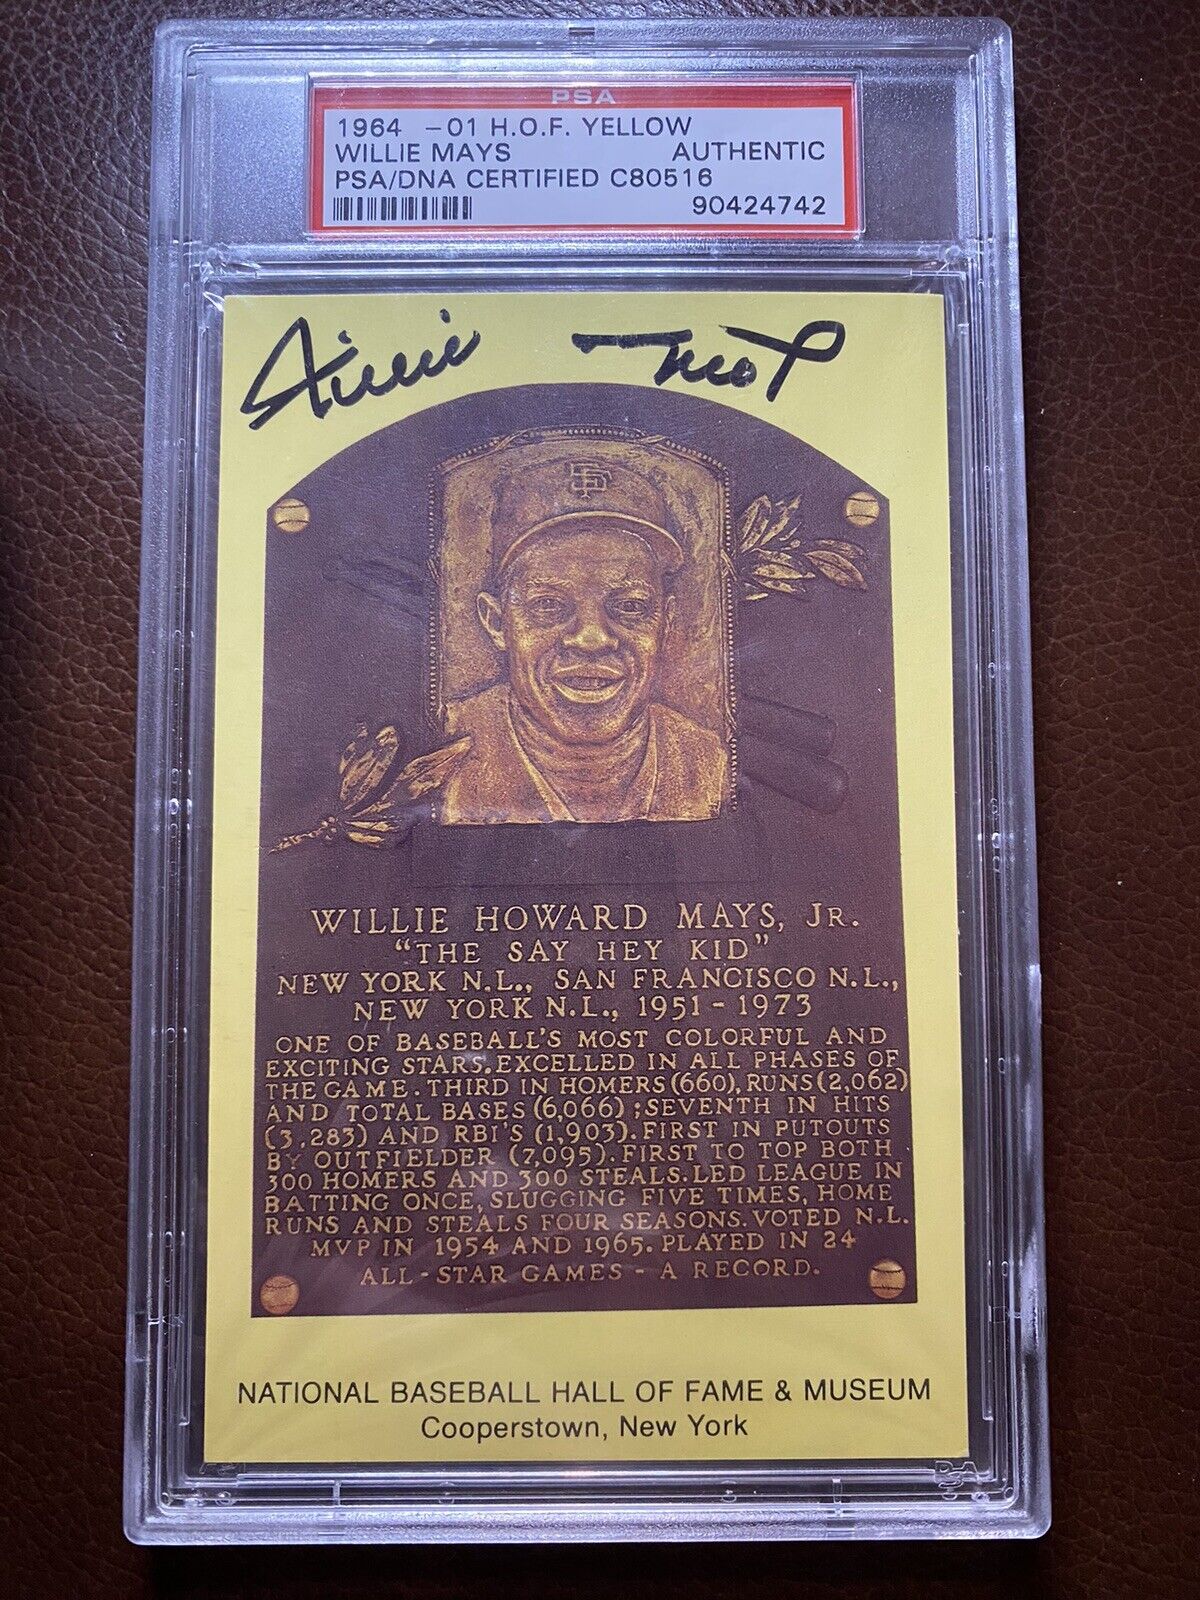 PSA
1964 -01 H.O.F. YELLOW
WILLIE MAYS AUTHENTIC
PSA/DNA CERTIFIED C80516
90424742
Willie Mays
SF
WILLIE HOWARD MAYS, JR.
"THE SAY HEY KID"
NEW YORK N.L., SAN FRANCISCO N.L.,
NEW YORK N.L., 1951 - 1973
ONE OF BASEBALL'S MOST COLORFUL AND
EXCITING STARS. EXCELLED IN ALL PHASES OF
THE GAME. THIRD IN HOMERS (660), RUNS (2,062)
AND TOTAL BASES (6,066); SEVENTH IN HITS
(3,283) AND RBI'S (1,903). FIRST IN PUTOUTS
BY OUTFIELDER (7,095). FIRST TO TOP BOTH
300 HOMERS AND 300 STEALS. LED LEAGUE IN
BATTING ONCE, SLUGGING FIVE TIMES, HOME
RUNS AND STEALS FOUR SEASONS. VOTED N.L.
MVP IN 1954 AND 1965. PLAYED IN 24
ALL-STAR GAMES - A RECORD.
NATIONAL BASEBALL HALL OF FAME & MUSEUM
Cooperstown, New York
PSA